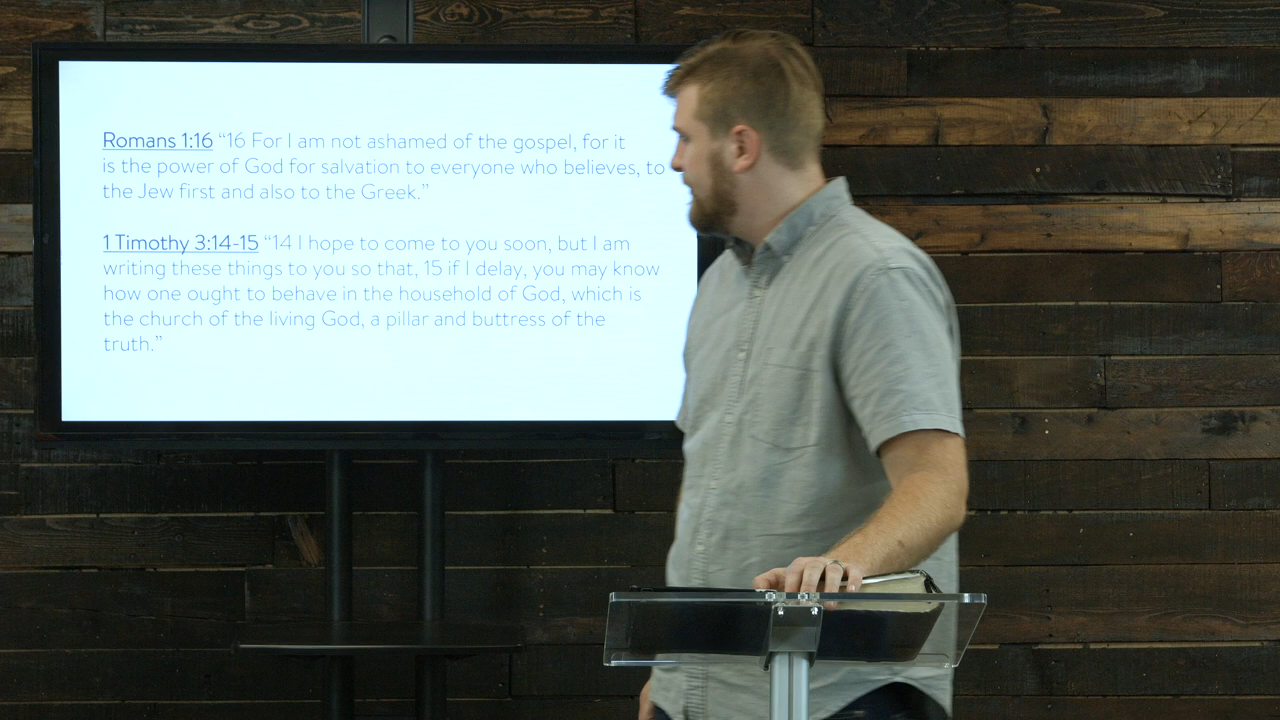 Romans 1:16 “16 For I am not ashamed of the gospel, for it
is the power of God for salvation to everyone who believes, to
the Jew first and also to the Greek.”
1 Timothy 3:14-15 “14 I hope to come to you soon, but I am
writing these things to you so that, 15 if I delay, you may know
how one ought to behave in the household of God, which is
the church of the living God, a pillar and buttress of the
truth.”